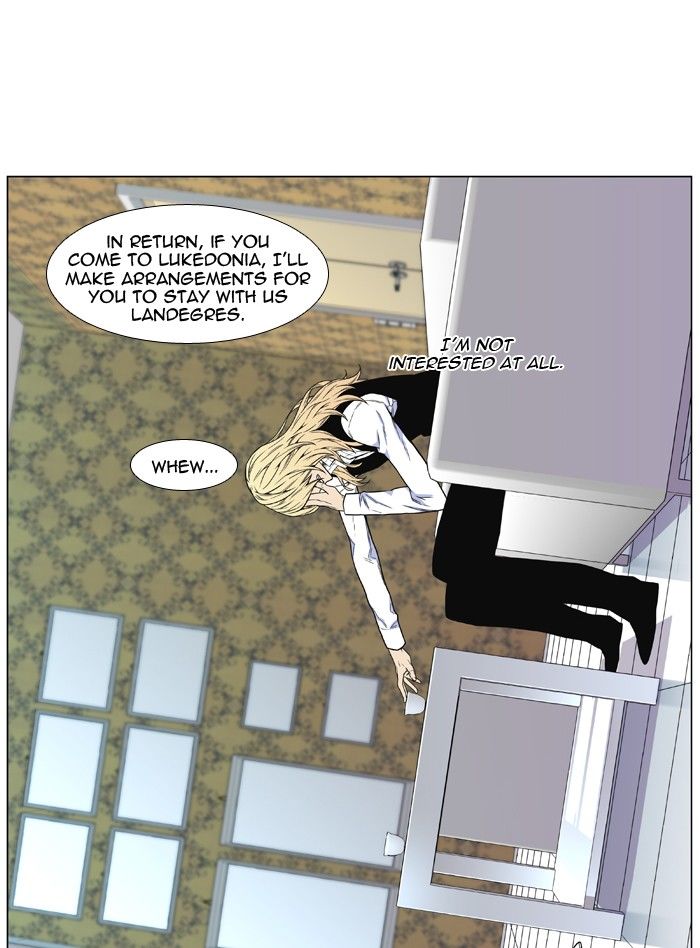 IN RETURN, IF YOU
COME TO LUKEDONIA, I'LL
MAKE ARRANGEMENTS FOR
YOU TO STAY WITH US
LANDEGRES.
I'M NOT
INTERESTED AT ALL.
WHEW...